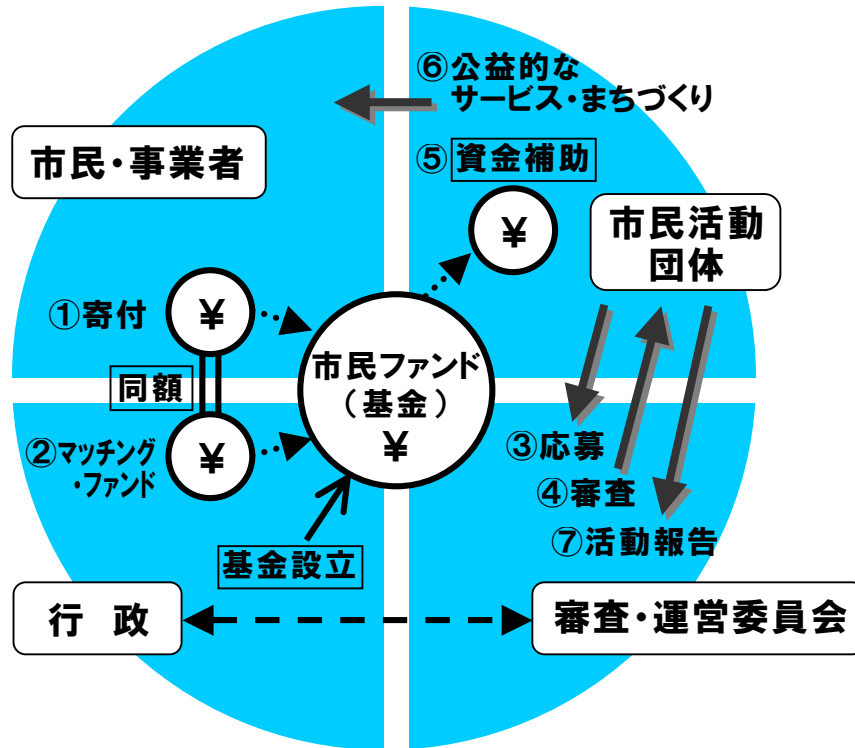 ⑥公益的な
サービス・まちづくり
市民・事業者
⑤資金補助
¥
市民活動
団体
①寄付
¥
市民ファンド
(基金)
¥
同額
②マッチング
・ファンド
¥
③応募
④審査
⑦活動報告
基金設立
行 政
審査・運営委員会